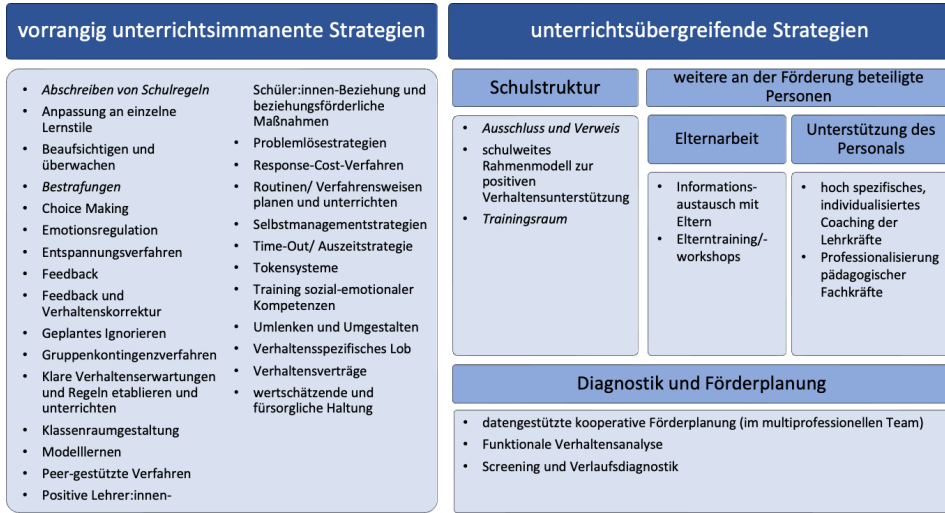 vorrangig unterrichtsimmanente Strategien
• Abschreiben von Schulregeln
• Anpassung an einzelne
Lernstile
• Beaufsichtigen und
überwachen
• Bestrafungen
• Choice Making
• Emotionsregulation
• Entspannungsverfahren
• Feedback
• Feedback und
Verhaltenskorrektur
• Geplantes Ignorieren
• Gruppenkontingenzverfahren
• Klare Verhaltenserwartungen
und Regeln etablieren und
unterrichten
• Klassenraumgestaltung
• Modelllernen
• Peer-gestützte Verfahren
• Positive Lehrer:innen-
Schüler:innen-Beziehung und
beziehungsförderliche
Maßnahmen
• Problemlösestrategien
• Response-Cost-Verfahren
• Routinen/ Verfahrensweisen
planen und unterrichten
• Selbstmanagementstrategien
• Time-Out/ Auszeitstrategie
• Tokensysteme
• Training sozial-emotionaler
Kompetenzen
• Umlenken und Umgestalten
• Verhaltensspezifisches Lob
• Verhaltensverträge
• wertschätzende und
fürsorgliche Haltung
unterrichtsübergreifende Strategien
Schulstruktur
• Ausschluss und Verweis
• schulweites
Rahmenmodell zur
positiven
Verhaltensunterstützung
• Trainingsraum
weitere an der Förderung beteiligte
Personen
Elternarbeit
• Informations-
austausch mit
Eltern
• Elterntraining/-
workshops
Unterstützung des
Personals
• hoch spezifisches,
individualisiertes
Coaching der
Lehrkräfte
• Professionalisierung
pädagogischer
Fachkräfte
Diagnostik und Förderplanung
• datengestützte kooperative Förderplanung (im multiprofessionellen Team)
• Funktionale Verhaltensanalyse
• Screening und Verlaufsdiagnostik